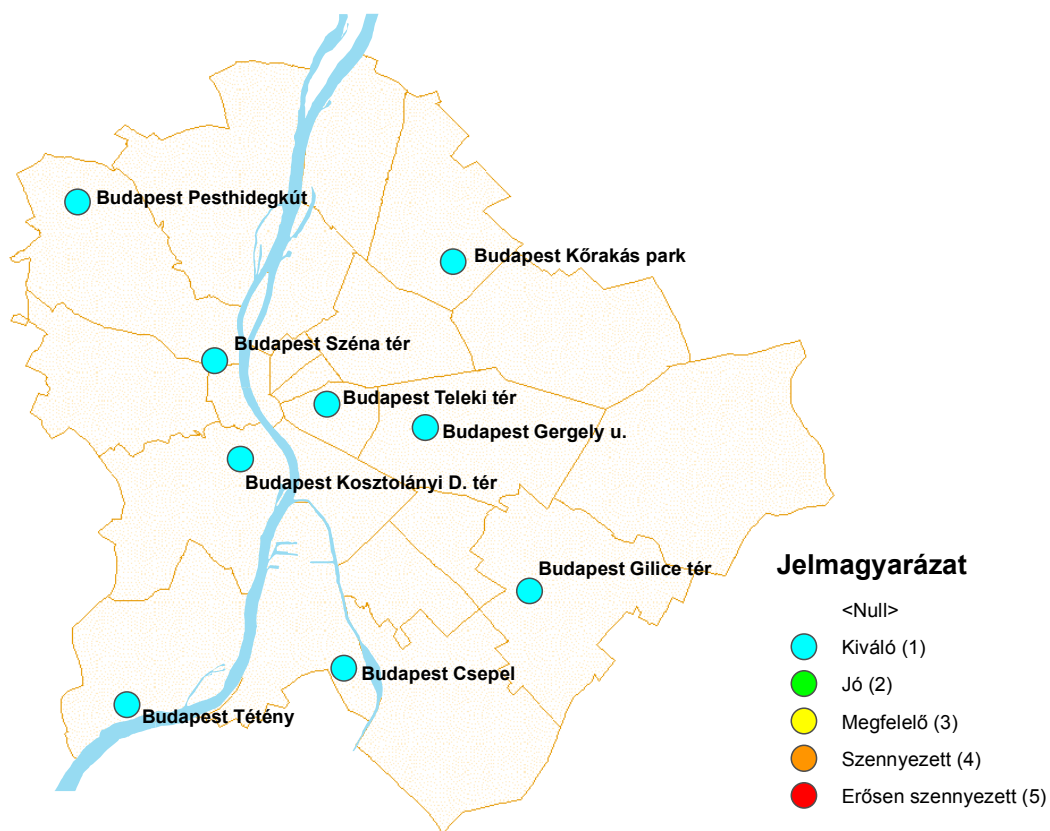 Budapest Pesthidegkút
Budapest Kőrakás park
Budapest Széna tér
Budapest Teleki tér
Budapest Gergely u.
Budapest Kosztolányi D. tér
Budapest Gilice tér
Budapest Csepel
Budapest Tétény
Jelmagyarázat
<Null>
Kiváló (1)
Jó (2)
Megfelelő (3)
Szennyezett (4)
Erősen szennyezett (5)